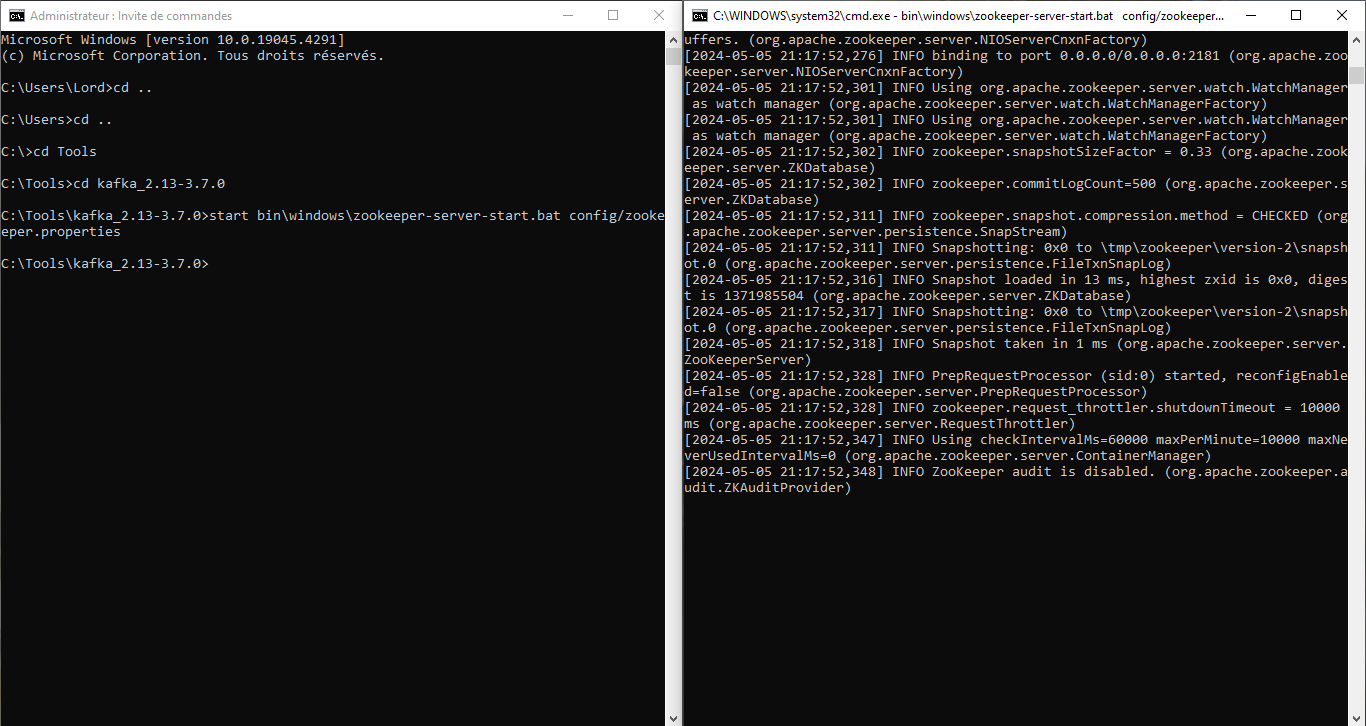 Administrateur : Invite de commandes
Microsoft Windows [version 10.0.19045.4291]
(c) Microsoft Corporation. Tous droits réservés.
C:\Users\Lord>cd ..
C:\Users>cd ..
C:\>cd Tools
C:\Tools>cd kafka_2.13-3.7.0
C:\Tools\kafka_2.13-3.7.0>start bin\windows\zookeeper-server-start.bat config/zooke
eper.properties
C:\Tools\kafka_2.13-3.7.0>
C:\WINDOWS\system32\cmd.exe - bin\windows\zookeeper-server-start.bat config/zookeeper...
uffers. (org.apache.zookeeper.server.NIOServerCnxnFactory)
[2024-05-05 21:17:52,276] INFO binding to port 0.0.0.0/0.0.0.0:2181 (org.apache.zoo
keeper.server.NIOServerCnxnFactory)
[2024-05-05 21:17:52,301] INFO Using org.apache.zookeeper.server.watch.WatchManager
as watch manager (org.apache.zookeeper.server.watch.WatchManagerFactory)
[2024-05-05 21:17:52,301] INFO Using org.apache.zookeeper.server.watch.WatchManager
as watch manager (org.apache.zookeeper.server.watch.WatchManagerFactory)
[2024-05-05 21:17:52,302] INFO zookeeper.snapshotSizeFactor = 0.33 (org.apache.zook
eeper.server.ZKDatabase)
[2024-05-05 21:17:52,302] INFO zookeeper.commitLogCount=500 (org.apache.zookeeper.s
erver.ZKDatabase)
[2024-05-05 21:17:52,311] INFO zookeeper.snapshot.compression.method = CHECKED (org
.apache.zookeeper.server.persistence.SnapStream)
[2024-05-05 21:17:52,311] INFO Snapshotting: 0x0 to \tmp\zookeeper\version-2\snapsh
ot.0 (org.apache.zookeeper.server.persistence.FileTxnSnapLog)
[2024-05-05 21:17:52,316] INFO Snapshot loaded in 13 ms, highest zxid is 0x0, diges
t is 1371985504 (org.apache.zookeeper.server.ZKDatabase)
[2024-05-05 21:17:52,317] INFO Snapshotting: 0x0 to \tmp\zookeeper\version-2\snapsh
ot.0 (org.apache.zookeeper.server.persistence.FileTxnSnapLog)
[2024-05-05 21:17:52,318] INFO Snapshot taken in 1 ms (org.apache.zookeeper.server.
ZooKeeperServer)
[2024-05-05 21:17:52,328] INFO PrepRequestProcessor (sid:0) started, reconfigEnable
d=false (org.apache.zookeeper.server.PrepRequestProcessor)
[2024-05-05 21:17:52,328] INFO zookeeper.request_throttler.shutdownTimeout = 10000
ms (org.apache.zookeeper.server.RequestThrottler)
[2024-05-05 21:17:52,347] INFO Using checkIntervalMs=60000 maxPerMinute=10000 maxNe
verUsedIntervalMs=0 (org.apache.zookeeper.server.ContainerManager)
[2024-05-05 21:17:52,348] INFO ZooKeeper audit is disabled. (org.apache.zookeeper.a
udit.ZKAuditProvider)